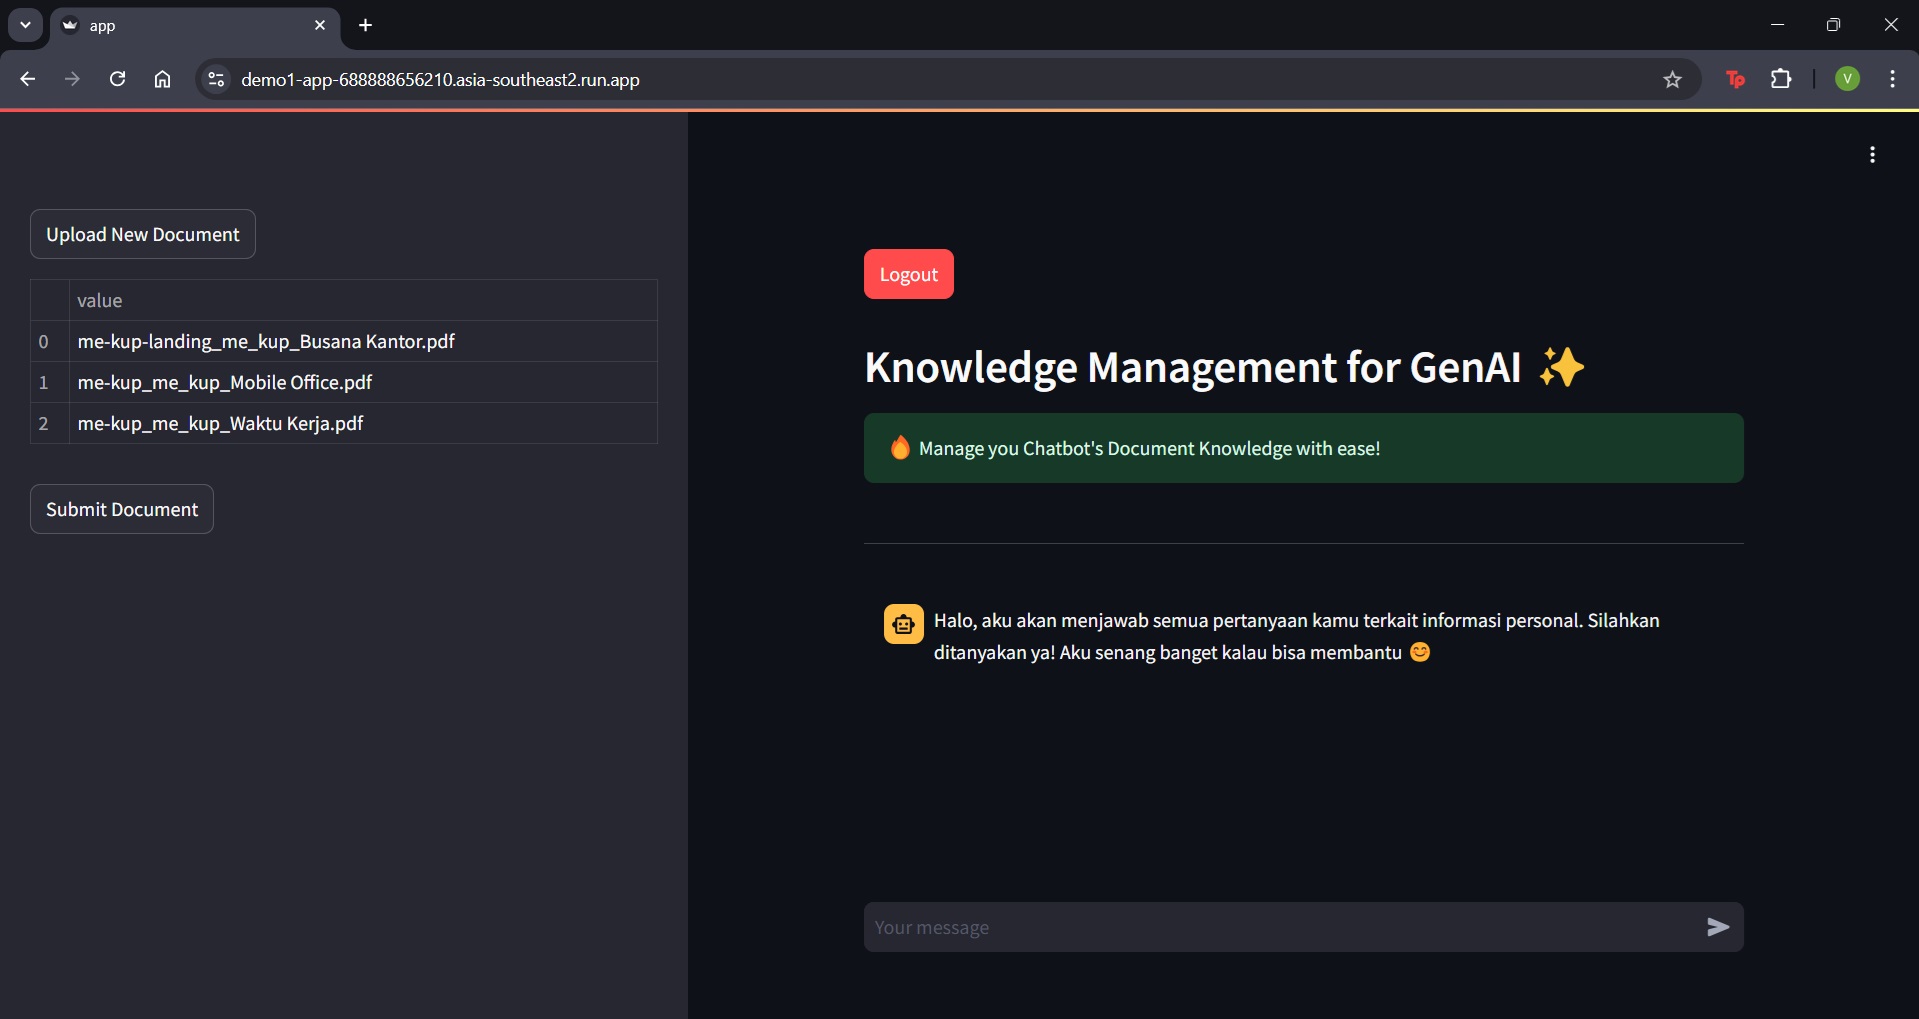 app
demo1-app-688888656210.asia-southeast2.run.app
Tp
V
Upload New Document
value
0 me-kup-landing_me_kup_Busana Kantor.pdf
1 me-kup_me_kup_Mobile Office.pdf
2 me-kup_me_kup_Waktu Kerja.pdf
Submit Document
Logout
Knowledge Management for GenAI ✨
🔥 Manage you Chatbot's Document Knowledge with ease!
Halo, aku akan menjawab semua pertanyaan kamu terkait informasi personal. Silahkan
ditanyakan ya! Aku senang banget kalau bisa membantu 😊
Your message